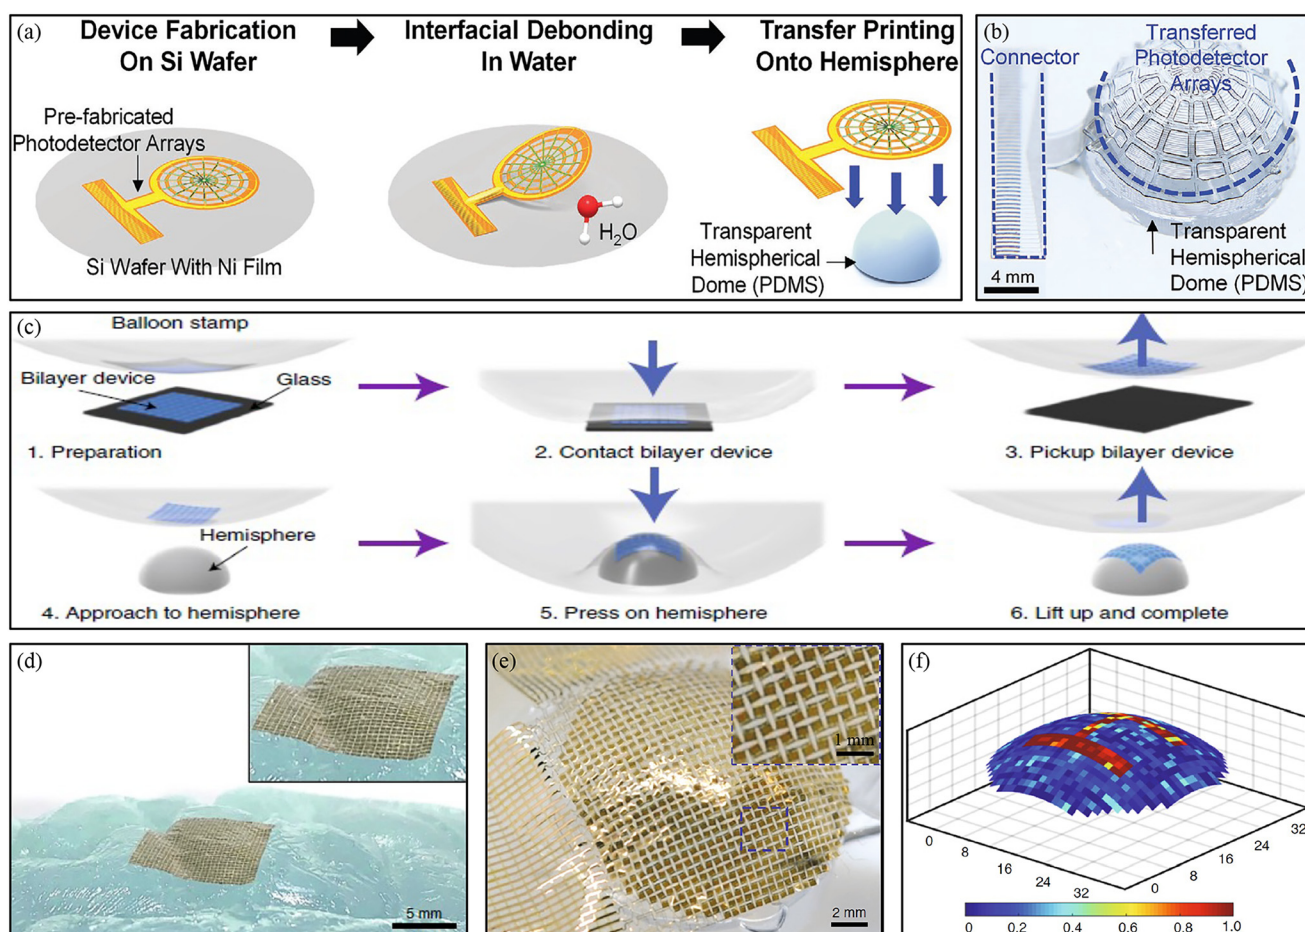 (a)
Device Fabrication
On Si Wafer
Interfacial Debonding
In Water
Transfer Printing
Onto Hemisphere
Pre-fabricated
Photodetector Arrays
Si Wafer With Ni Film
H2O
Transparent
Hemispherical
Dome (PDMS)
(b)
Connector
Transferred
Photodetector
Arrays
4 mm
Transparent
Hemispherical
Dome (PDMS)
(c)
Balloon stamp
Bilayer device
Glass
1. Preparation
2. Contact bilayer device
3. Pickup bilayer device
Hemisphere
4. Approach to hemisphere
5. Press on hemisphere
6. Lift up and complete
(d)
5 mm
(e)
1 mm
2 mm
(f)
0
8
16
24
32
0
8
16
24
32
0 0.2 0.4 0.6 0.8 1.0